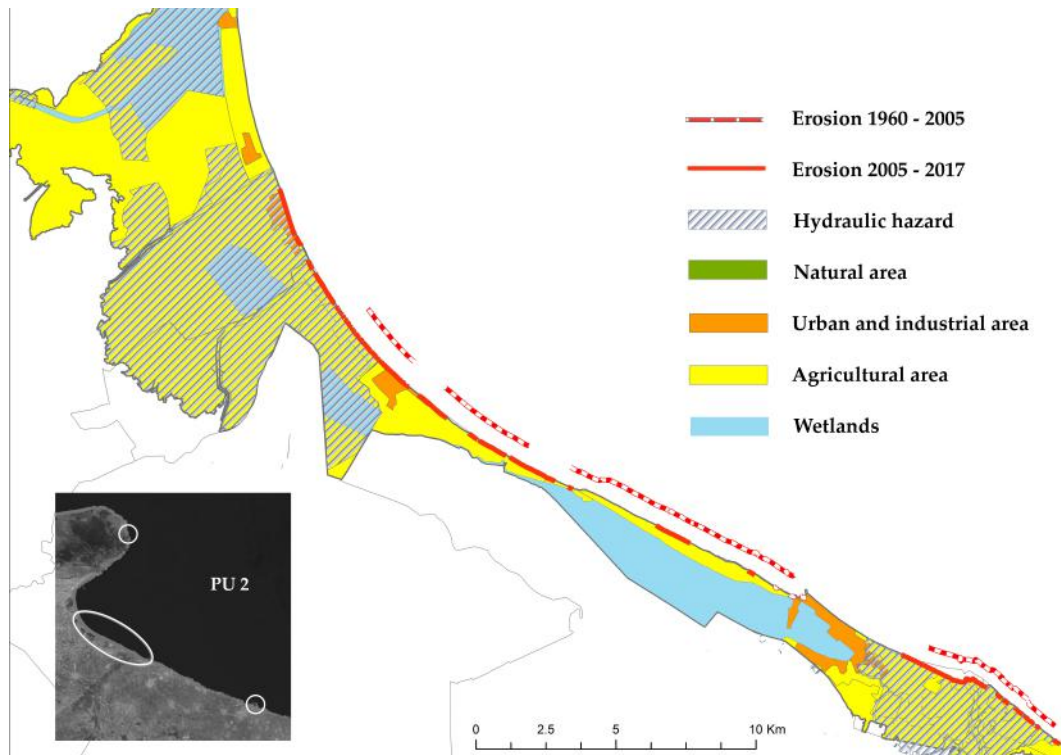 Erosion 1960 - 2005
Erosion 2005 - 2017
Hydraulic hazard
Natural area
Urban and industrial area
Agricultural area
Wetlands
PU 2
0 2.5 5 10 Km